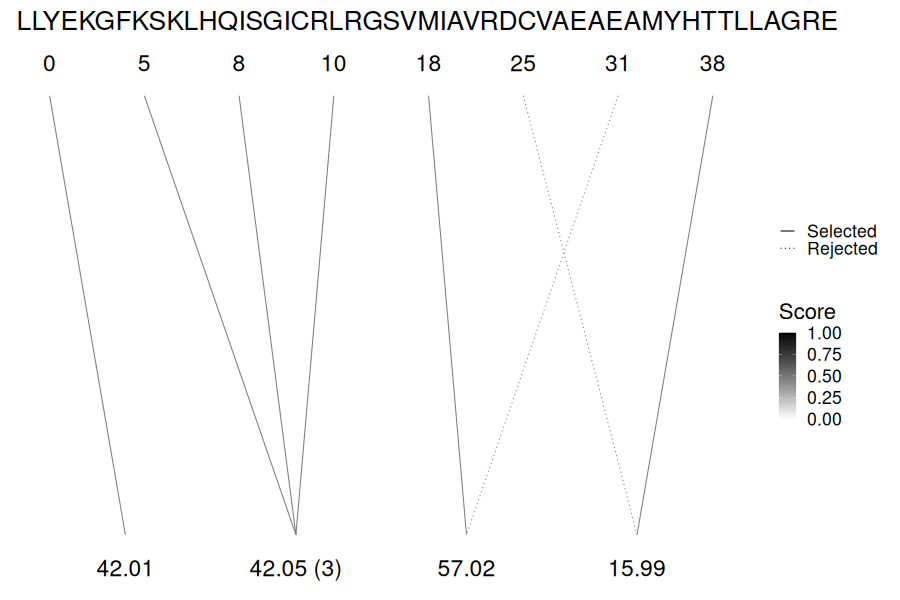 LLYEKGFKSKLHQISGICRLRGSVMIAVRDCVAEAEAMYHTTLLAGRE
0 5 8 10 18 25 31 38
Selected
Rejected
Score
1.00
0.75
0.50
0.25
0.00
42.01 42.05 (3) 57.02 15.99